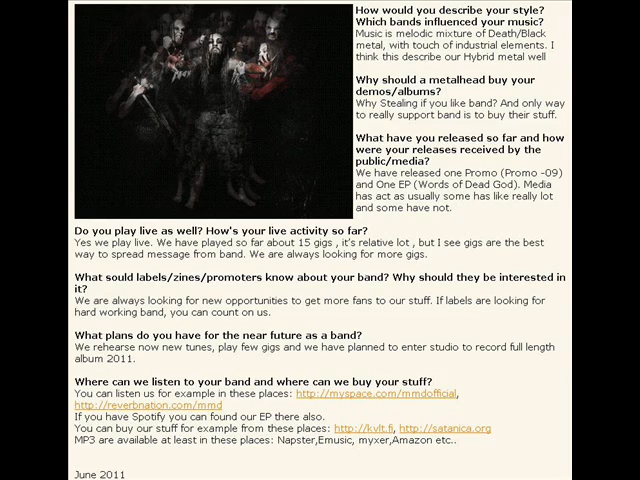 How would you describe your style?
Which bands influenced your music?
Music is melodic mixture of Death/Black
metal, with touch of industrial elements. I
think this describe our Hybrid metal well
Why should a metalhead buy your
demos/albums?
Why Stealing if you like band? And only way
to really support band is to buy their stuff.
What have you released so far and how
were your releases received by the
public/media?
We have released one Promo (Promo -09)
and One EP (Words of Dead God). Media
has act as usually some has like really lot
and some have not.
Do you play live as well? How's your live activity so far?
Yes we play live. We have played so far about 15 gigs , it's relative lot , but I see gigs are the best
way to spread message from band. We are always looking for more gigs.
What sould labels/zines/promoters know about your band? Why should they be interested in
it?
We are always looking for new opportunities to get more fans to our stuff. If labels are looking for
hard working band, you can count on us.
What plans do you have for the near future as a band?
We rehearse now new tunes, play few gigs and we have planned to enter studio to record full length
album 2011.
Where can we listen to your band and where can we buy your stuff?
You can listen us for example in these places: http://myspace.com/mmdofficial,
http://reverbnation.com/mmd
If you have Spotify you can found our EP there also.
You can buy our stuff for example from these places: http://kvlt.fi, http://satanica.org
MP3 are available at least in these places: Napster,Emusic, myxer,Amazon etc..
June 2011